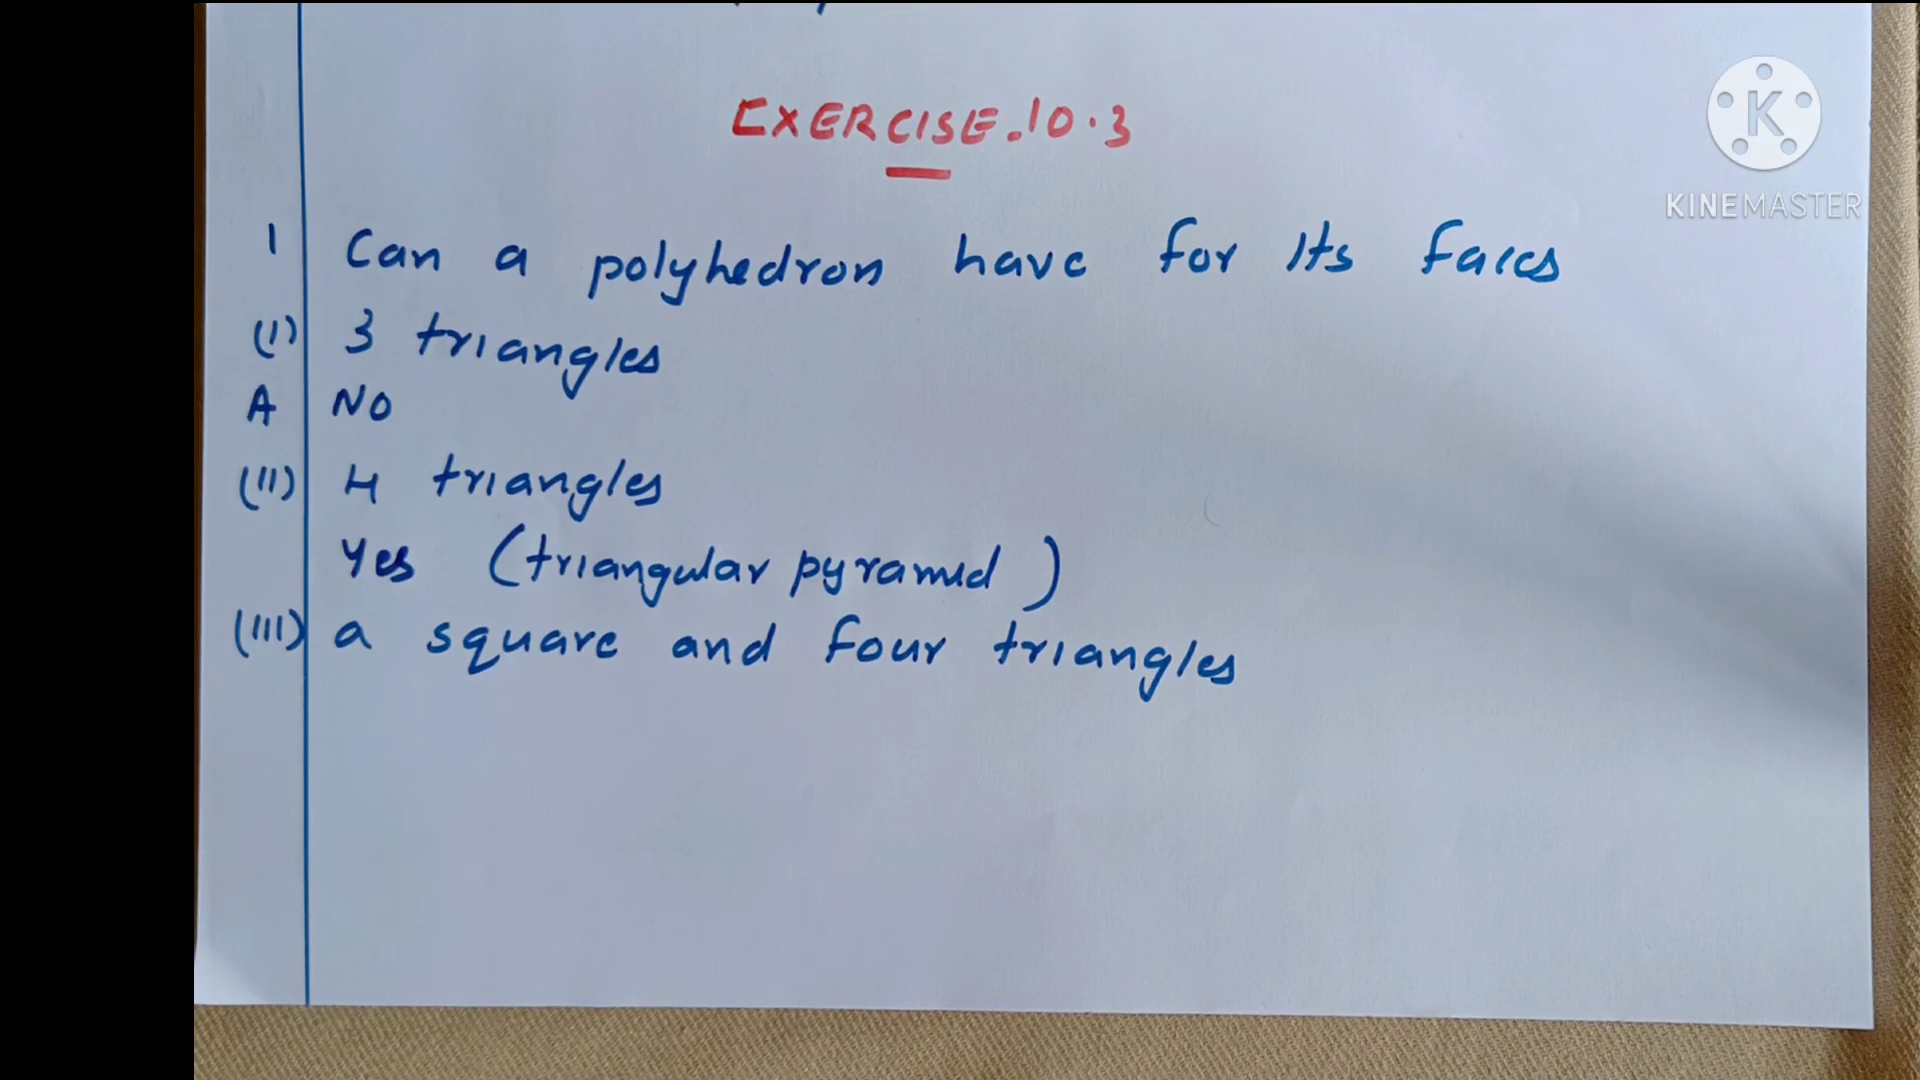 EXERCISE.10.3
K
KINEMASTER
1 Can a polyhedron have for its faces
(i) 3 triangles
A No
(ii) 4 triangles
Yes (triangular pyramid)
(iii) a square and four triangles